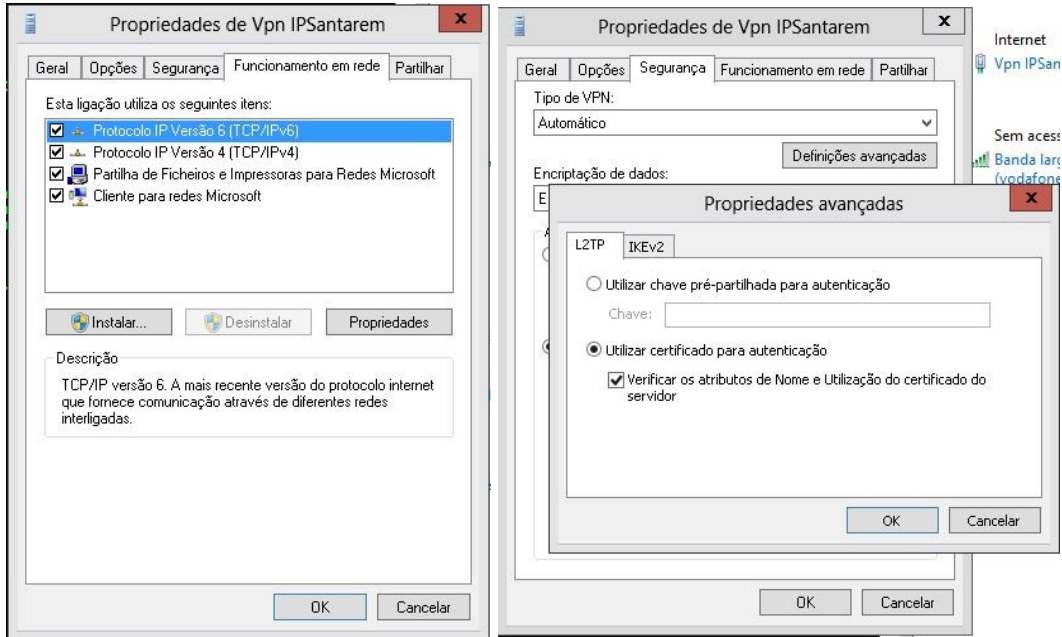 Propriedades de Vpn IPSantarem
x
Geral
Opções
Segurança
Funcionamento em rede
Partilhar
Esta ligação utiliza os seguintes itens:
Protocolo IP Versão 6 (TCP/IPv6)
Protocolo IP Versão 4 (TCP/IPv4)
Partilha de Ficheiros e Impressoras para Redes Microsoft
Cliente para redes Microsoft
Instalar...
Desinstalar
Propriedades
Descrição
TCP/IP versão 6. A mais recente versão do protocolo internet
que fornece comunicação através de diferentes redes
interligadas.
OK
Cancelar
Propriedades de Vpn IPSantarem
x
Geral
Opções
Segurança
Funcionamento em rede
Partilhar
Tipo de VPN:
Automático
Definições avançadas
Encriptação de dados:
E
Propriedades avançadas
x
L2TP
IKEv2
Utilizar chave pré-partilhada para autenticação
Chave:
Utilizar certificado para autenticação
Verificar os atributos de Nome e Utilização do certificado do
servidor
OK
Cancelar
OK
Cancelar
Internet
Vpn IPSan
Sem acess
Banda larg
(vodafone